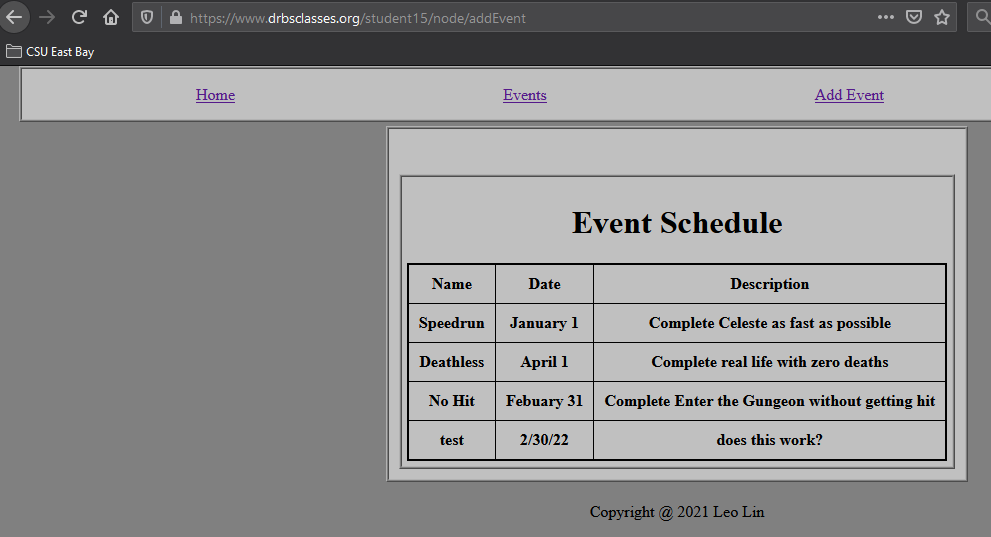 https://www.drbsclasses.org/student15/node/addEvent
CSU East Bay
Home Events Add Event
Event Schedule
Name Date Description
Speedrun January 1 Complete Celeste as fast as possible
Deathless April 1 Complete real life with zero deaths
No Hit Febuary 31 Complete Enter the Gungeon without getting hit
test 2/30/22 does this work?
Copyright @ 2021 Leo Lin